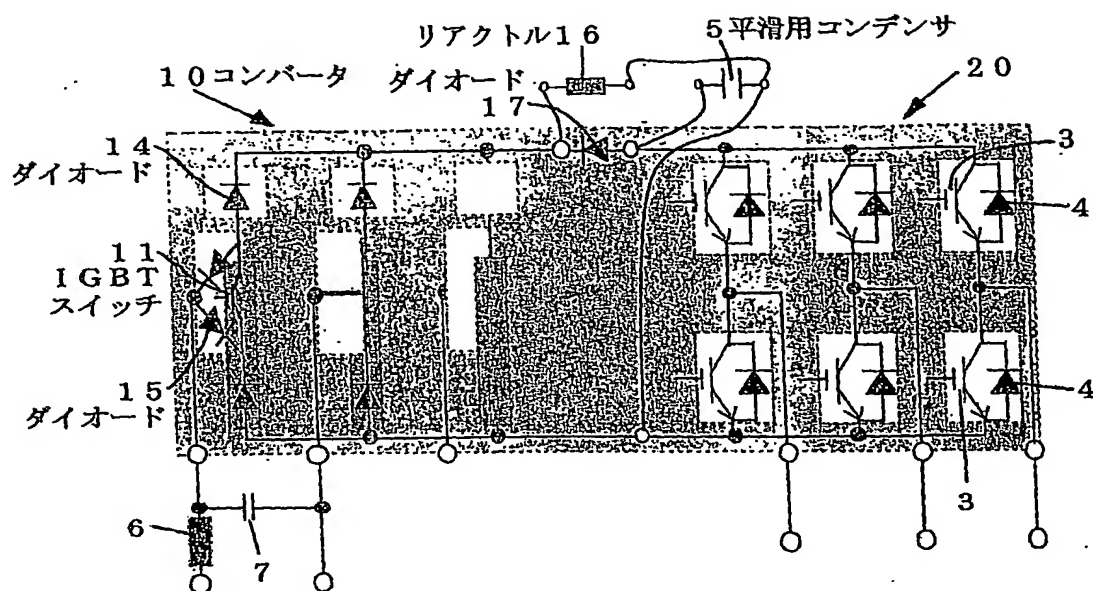 リアクトル１６
５平滑用コンデンサ
１０コンバータ
ダイオード
１７
２０
１４
ダイオード
３
４
１１
ＩＧＢＴ
スイッチ
１５
ダイオード
４
３
６
７